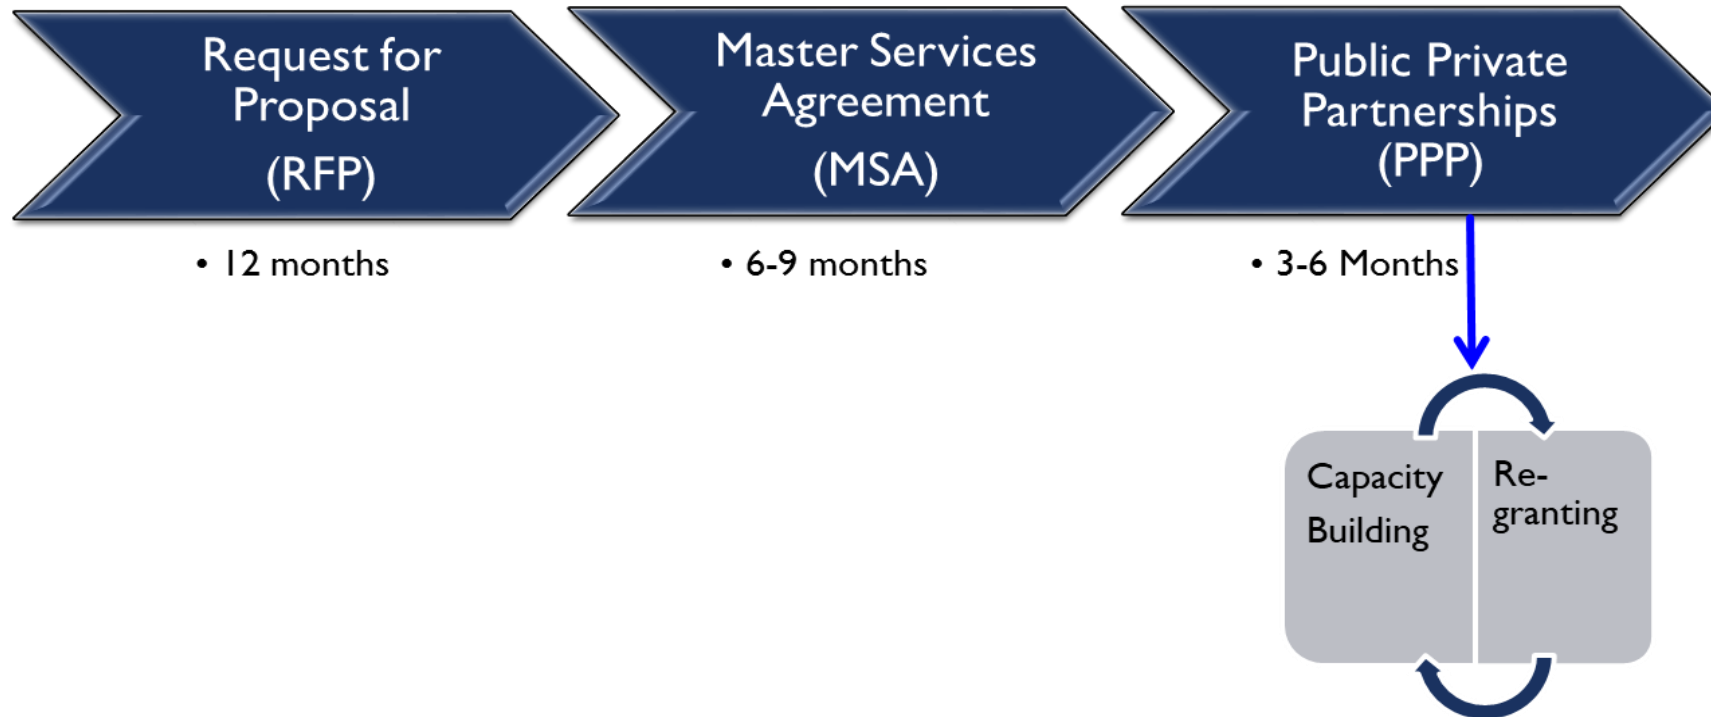 Request for
Proposal
(RFP)
Master Services
Agreement
(MSA)
Public Private
Partnerships
(PPP)
• 12 months
• 6-9 months
• 3-6 Months
Capacity
Building
Re-
granting